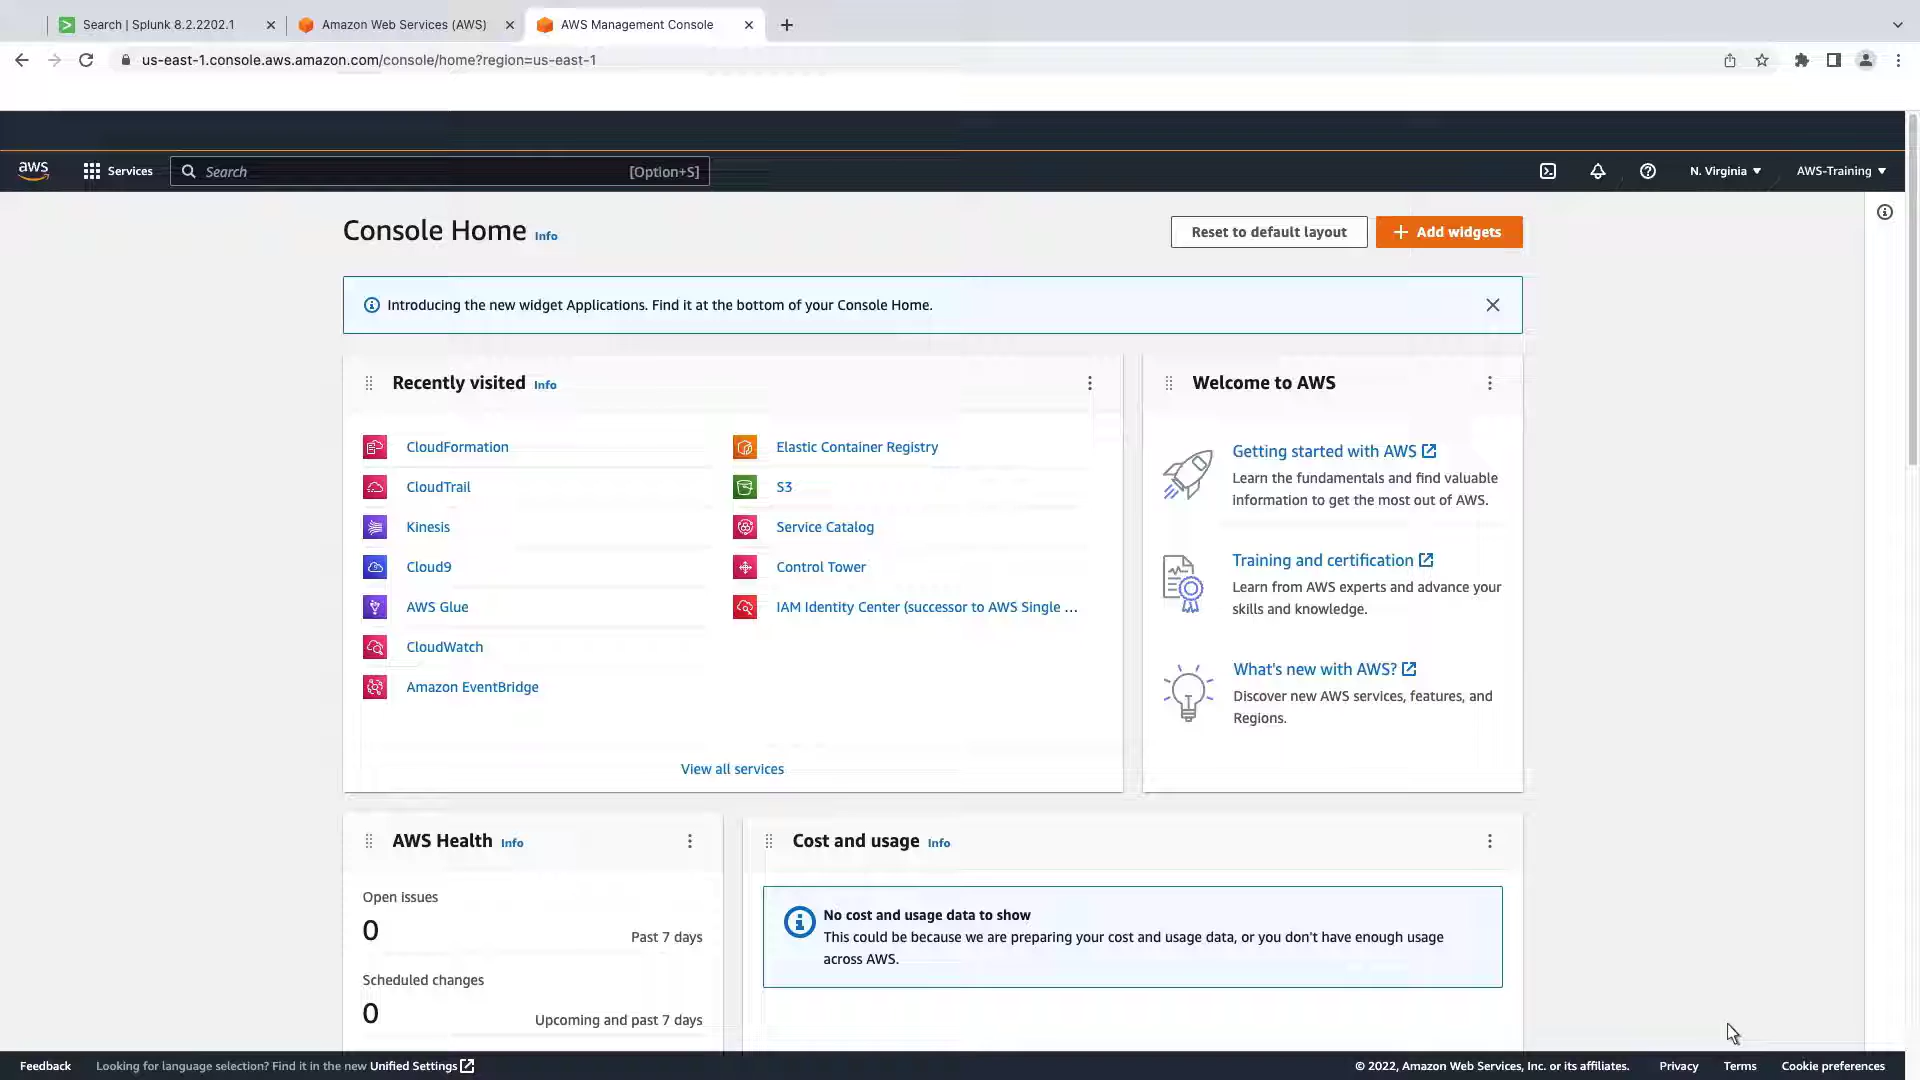 Search | Splunk 8.2.2202.1
Amazon Web Services (AWS)
AWS Management Console
us-east-1.console.aws.amazon.com/console/home?region=us-east-1
aws
Services
Search
[Option+S]
N. Virginia
AWS-Training
Console Home Info
Reset to default layout
Add widgets
Introducing the new widget Applications. Find it at the bottom of your Console Home.
Recently visited Info
CloudFormation
CloudTrail
Kinesis
Cloud9
AWS Glue
CloudWatch
Amazon EventBridge
Elastic Container Registry
S3
Service Catalog
Control Tower
IAM Identity Center (successor to AWS Single ...
View all services
Welcome to AWS
Getting started with AWS
Learn the fundamentals and find valuable
information to get the most out of AWS.
Training and certification
Learn from AWS experts and advance your
skills and knowledge.
What's new with AWS?
Discover new AWS services, features, and
Regions.
AWS Health Info
Open issues
0
Past 7 days
Scheduled changes
0
Upcoming and past 7 days
Cost and usage Info
No cost and usage data to show
This could be because we are preparing your cost and usage data, or you don't have enough usage
across AWS.
Feedback
Looking for language selection? Find it in the new Unified Settings
© 2022, Amazon Web Services, Inc. or its affiliates.
Privacy
Terms
Cookie preferences